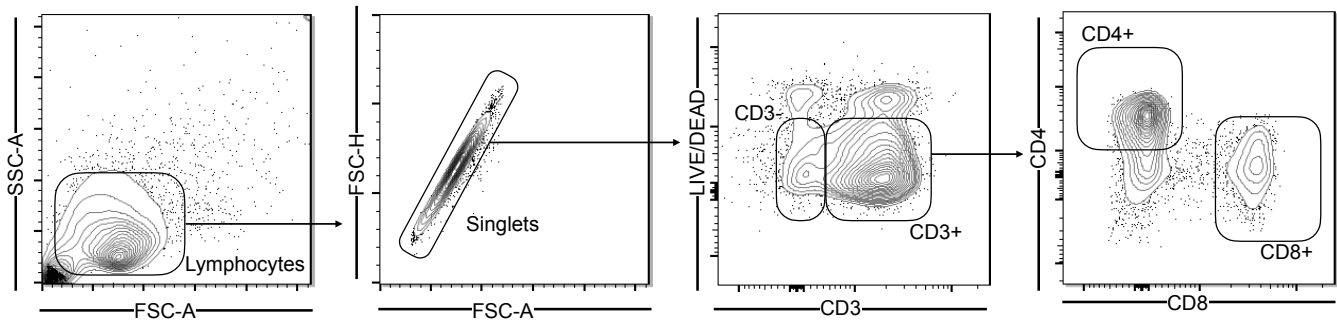 SSC-A
Lymphocytes
FSC-A
FSC-H
Singlets
FSC-A
LIVE/DEAD
CD3-
CD3+
CD3
CD4
CD4+
CD8+
CD8